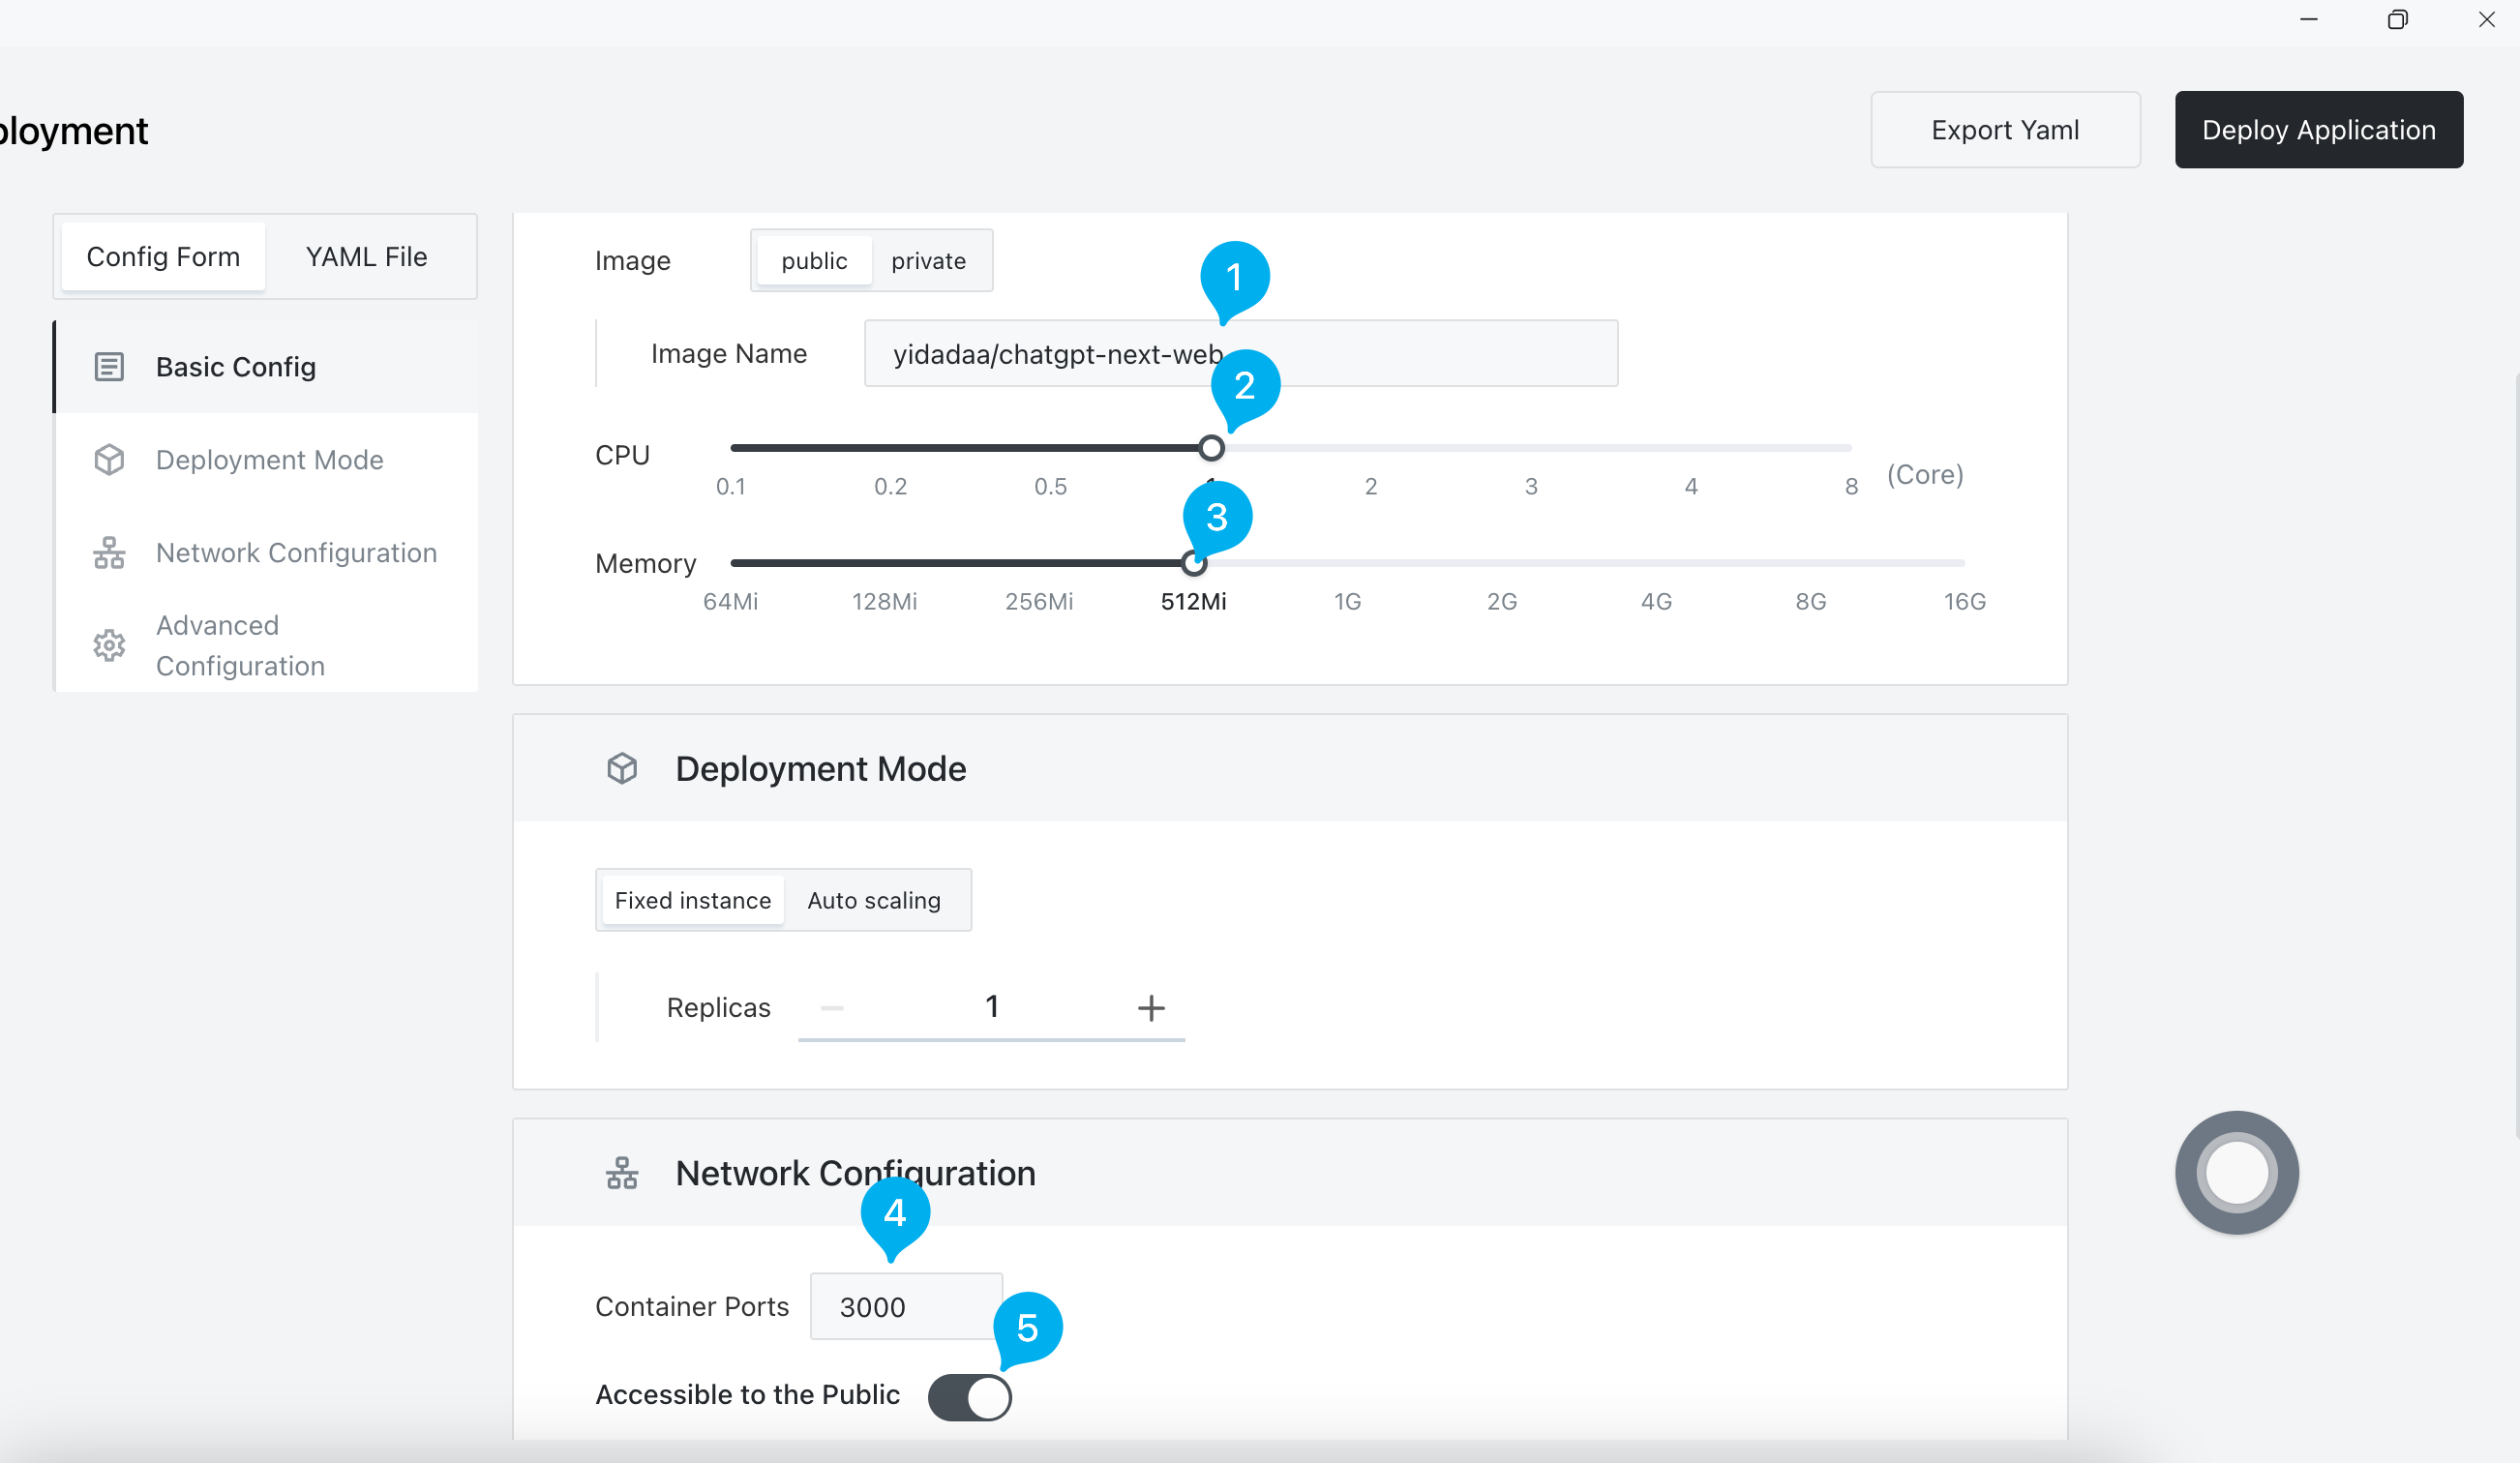 ployment
Export Yaml
Deploy Application
Config Form
YAML File
Basic Config
Deployment Mode
Network Configuration
Advanced
Configuration
Image
public
private
1
Image Name
yidadaa/chatgpt-next-web
2
CPU
0.1
0.2
0.5
2
3
4
8
(Core)
3
Memory
64Mi
128Mi
256Mi
512Mi
1G
2G
4G
8G
16G
Deployment Mode
Fixed instance
Auto scaling
Replicas
1
Network Configuration
4
Container Ports
3000
5
Accessible to the Public